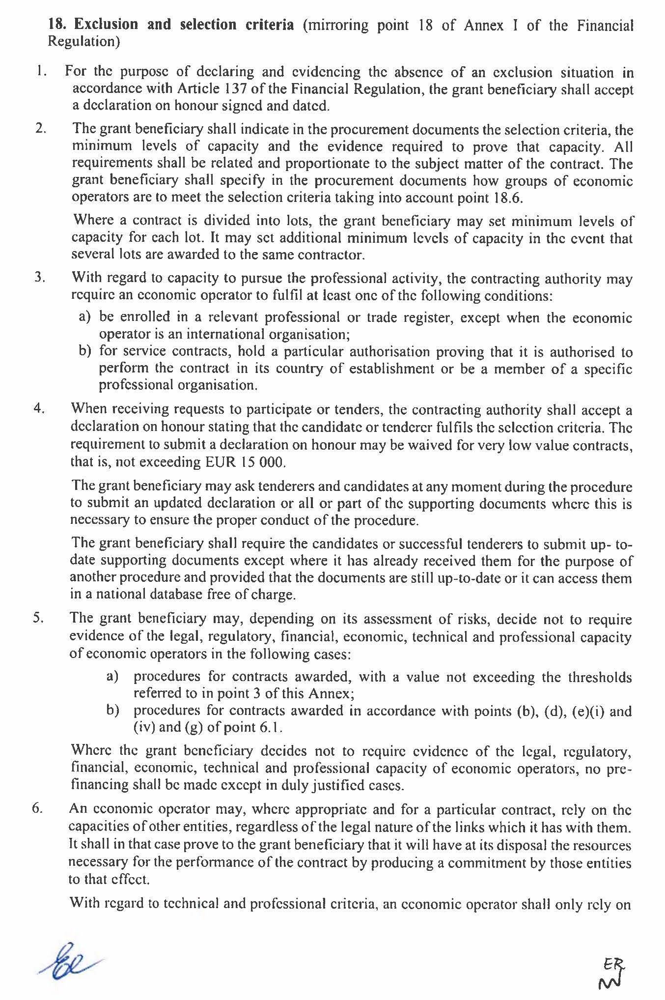 18. Exclusion and selection criteria (mirroring point 18 of Annex I of the Financial
Regulation)
1. For the purpose of declaring and evidencing the absence of an exclusion situation in
accordance with Article 137 of the Financial Regulation, the grant beneficiary shall accept
a declaration on honour signed and dated.
2. The grant beneficiary shall indicate in the procurement documents the selection criteria, the
minimum levels of capacity and the evidence required to prove that capacity. All
requirements shall be related and proportionate to the subject matter of the contract. The
grant beneficiary shall specify in the procurement documents how groups of economic
operators are to meet the selection criteria taking into account point 18.6.
Where a contract is divided into lots, the grant beneficiary may set minimum levels of
capacity for each lot. It may set additional minimum levels of capacity in the event that
several lots are awarded to the same contractor.
3. With regard to capacity to pursue the professional activity, the contracting authority may
require an economic operator to fulfil at least one of the following conditions:
a) be enrolled in a relevant professional or trade register, except when the economic
operator is an international organisation;
b) for service contracts, hold a particular authorisation proving that it is authorised to
perform the contract in its country of establishment or be a member of a specific
professional organisation.
4. When receiving requests to participate or tenders, the contracting authority shall accept a
declaration on honour stating that the candidate or tenderer fulfils the selection criteria. The
requirement to submit a declaration on honour may be waived for very low value contracts,
that is, not exceeding EUR 15 000.
The grant beneficiary may ask tenderers and candidates at any moment during the procedure
to submit an updated declaration or all or part of the supporting documents where this is
necessary to ensure the proper conduct of the procedure.
The grant beneficiary shall require the candidates or successful tenderers to submit up- to-
date supporting documents except where it has already received them for the purpose of
another procedure and provided that the documents are still up-to-date or it can access them
in a national database free of charge.
5. The grant beneficiary may, depending on its assessment of risks, decide not to require
evidence of the legal, regulatory, financial, economic, technical and professional capacity
of economic operators in the following cases:
a) procedures for contracts awarded, with a value not exceeding the thresholds
referred to in point 3 of this Annex;
b) procedures for contracts awarded in accordance with points (b), (d), (e)(i) and
(iv) and (g) of point 6.1.
Where the grant beneficiary decides not to require evidence of the legal, regulatory,
financial, economic, technical and professional capacity of economic operators, no pre-
financing shall be made except in duly justified cases.
6. An economic operator may, where appropriate and for a particular contract, rely on the
capacities of other entities, regardless of the legal nature of the links which it has with them.
It shall in that case prove to the grant beneficiary that it will have at its disposal the resources
necessary for the performance of the contract by producing a commitment by those entities
to that effect.
With regard to technical and professional criteria, an economic operator shall only rely on
ER